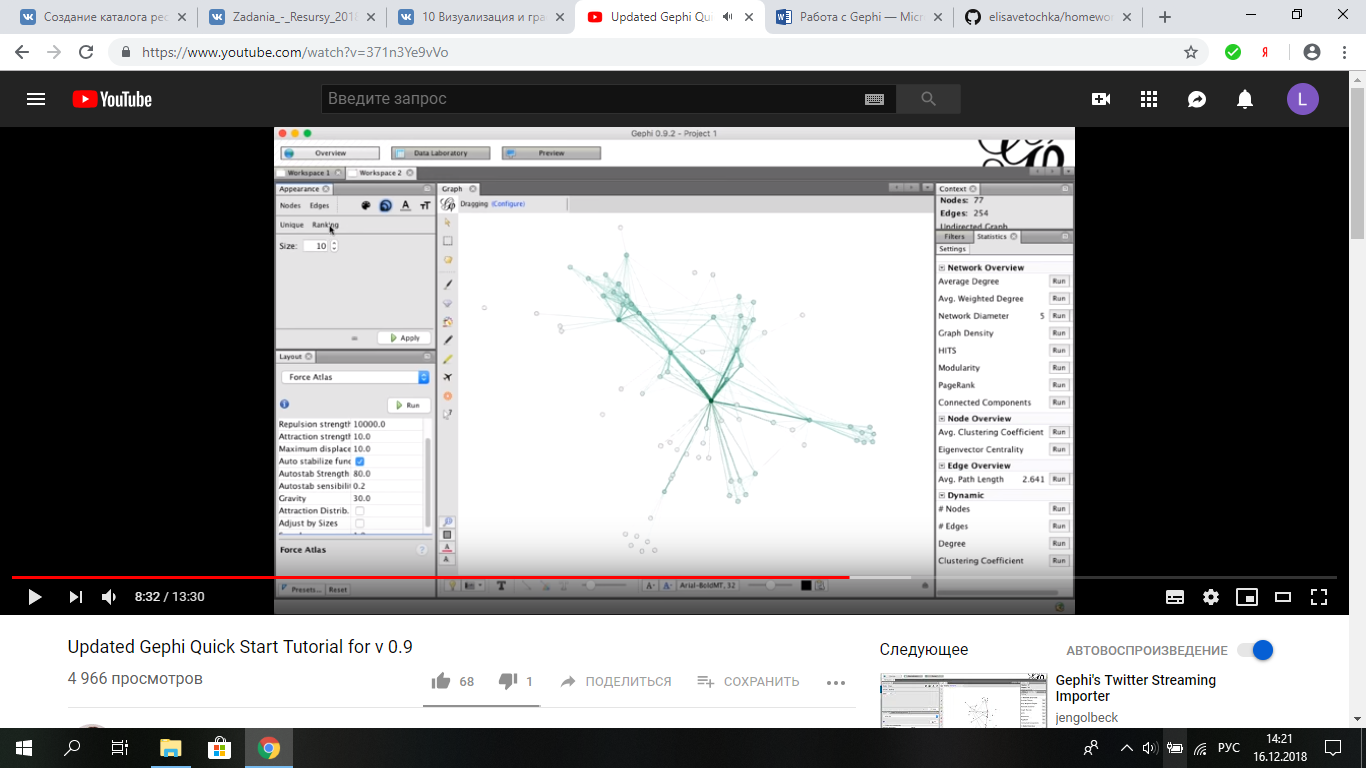 Создание каталога рес
Zadania_-_Resursy_2018
10 Визуализация и гра
Updated Gephi Qu
Работа с Gephi — Micr
elisavetochka/homewor
https://www.youtube.com/watch?v=371n3Ye9vVo
YouTube
Введите запрос
L
Gephi 0.9.2 - Project 1
Overview
Data Laboratory
Preview
Workspace 1
Workspace 2
Appearance
Nodes Edges
Unique Ranking
Size: 10
Apply
Layout
Force Atlas
Run
Repulsion strengtl 10000.0
Attraction strengtl 10.0
Maximum displace 10.0
Auto stabilize func
Autostab Strength 80.0
Autostab sensibili 0.2
Gravity 30.0
Attraction Distrib.
Adjust by Sizes
Force Atlas
Presets... Reset
Graph
Dragging (Configure)
Arial-BoldMT, 32
Context
Nodes: 77
Edges: 254
Undirected Graph
Filters Statistics
Settings
Network Overview
Average Degree Run
Avg. Weighted Degree Run
Network Diameter 5 Run
Graph Density Run
HITS Run
Modularity Run
PageRank Run
Connected Components Run
Node Overview
Avg. Clustering Coefficient Run
Eigenvector Centrality Run
Edge Overview
Avg. Path Length 2.641 Run
Dynamic
# Nodes Run
# Edges Run
Degree Run
Clustering Coefficient Run
8:32 / 13:30
Updated Gephi Quick Start Tutorial for v 0.9
4 966 просмотров
68
1
ПОДЕЛИТЬСЯ
СОХРАНИТЬ
Следующее
АВТОВОСПРОИЗВЕДЕНИЕ
Gephi's Twitter Streaming
Importer
jengolbeck
РУС
14:21
16.12.2018